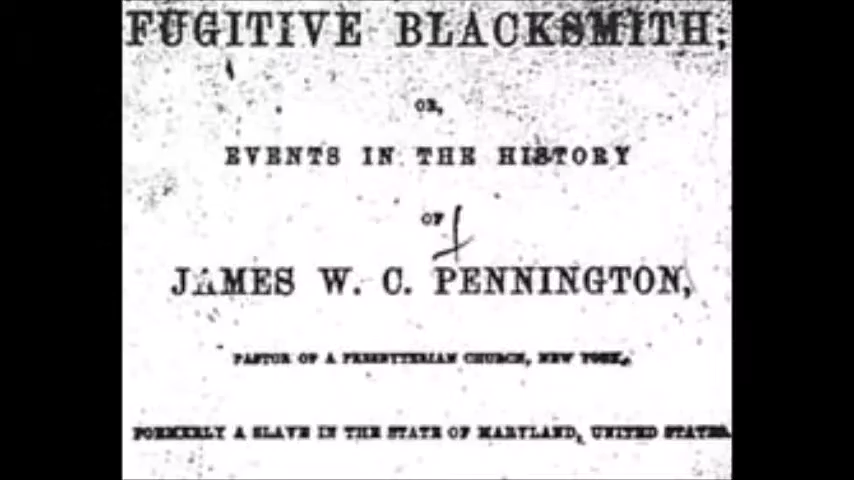 FUGITIVE BLACKSMITH;
OR,
EVENTS IN THE HISTORY
OF
JAMES W. C. PENNINGTON,
PASTOR OF A PRESBYTERIAN CHURCH, NEW YORK,
FORMERLY A SLAVE IN THE STATE OF MARYLAND, UNITED STATES.